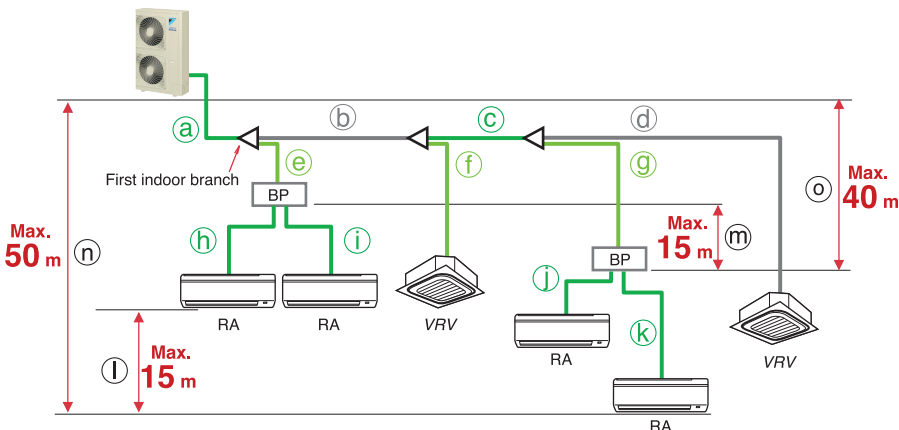 ⓐ
ⓑ
ⓒ
ⓓ
First indoor branch
ⓔ
ⓕ
ⓖ
BP
ⓗ
ⓘ
RA
RA
VRV
BP
ⓙ
ⓚ
RA
RA
VRV
Max.
50 m
ⓝ
ⓛ
Max.
15 m
Max.
15 m
ⓜ
ⓞ
Max.
40 m